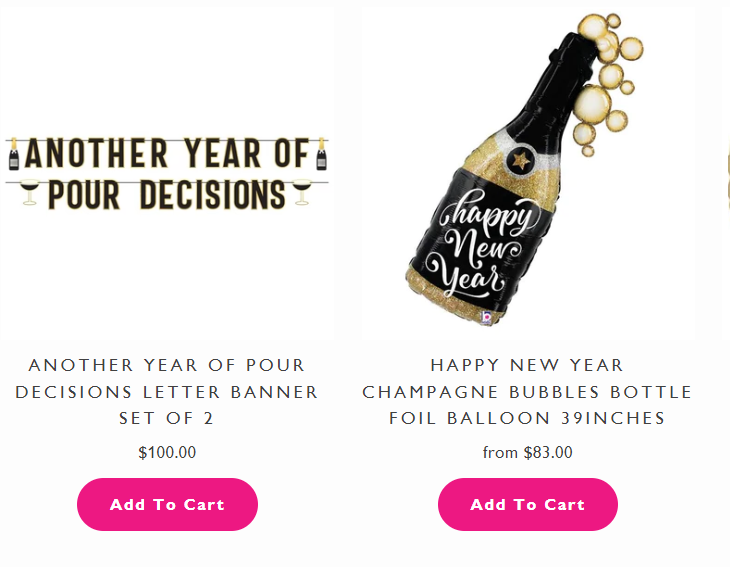 ANOTHER YEAR OF
POUR DECISIONS
happy
New
Year
ANOTHER YEAR OF POUR
DECISIONS LETTER BANNER
SET OF 2
$100.00
Add To Cart
HAPPY NEW YEAR
CHAMPAGNE BUBBLES BOTTLE
FOIL BALLOON 39INCHES
from $83.00
Add To Cart